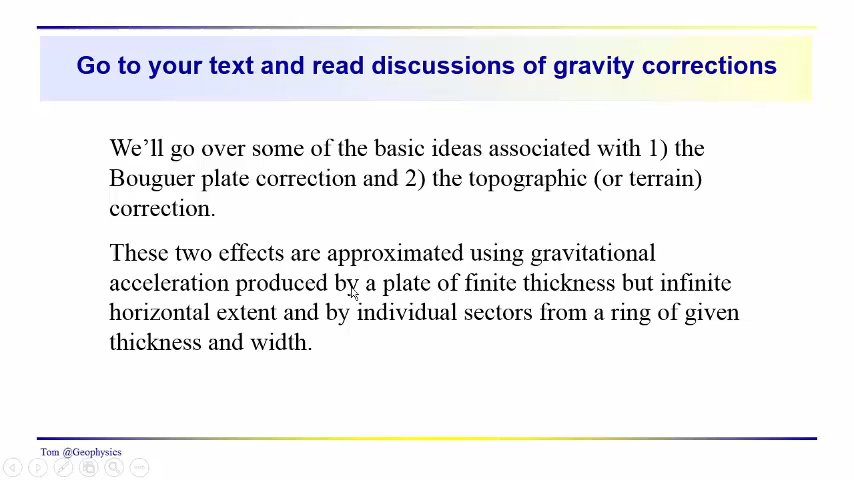 Go to your text and read discussions of gravity corrections
We’ll go over some of the basic ideas associated with 1) the
Bouguer plate correction and 2) the topographic (or terrain)
correction.
These two effects are approximated using gravitational
acceleration produced by a plate of finite thickness but infinite
horizontal extent and by individual sectors from a ring of given
thickness and width.
Tom @Geophysics